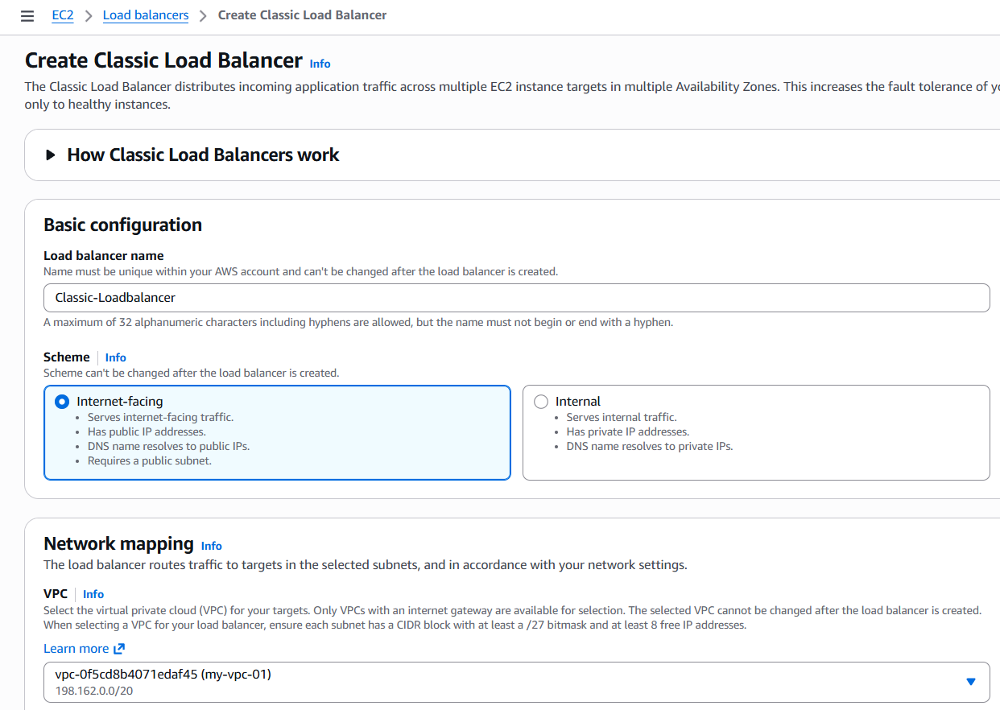 EC2 > Load balancers > Create Classic Load Balancer
Create Classic Load Balancer Info
The Classic Load Balancer distributes incoming application traffic across multiple EC2 instance targets in multiple Availability Zones. This increases the fault tolerance of
only to healthy instances.
How Classic Load Balancers work
Basic configuration
Load balancer name
Name must be unique within your AWS account and can't be changed after the load balancer is created.
Classic-Loadbalancer
A maximum of 32 alphanumeric characters including hyphens are allowed, but the name must not begin or end with a hyphen.
Scheme Info
Scheme can't be changed after the load balancer is created.
Internet-facing
• Serves internet-facing traffic.
• Has public IP addresses.
• DNS name resolves to public IPs.
• Requires a public subnet.
Internal
• Serves internal traffic.
• Has private IP addresses.
• DNS name resolves to private IPs.
Network mapping Info
The load balancer routes traffic to targets in the selected subnets, and in accordance with your network settings.
VPC Info
Select the virtual private cloud (VPC) for your targets. Only VPCs with an internet gateway are available for selection. The selected VPC cannot be changed after the load balancer is created.
When selecting a VPC for your load balancer, ensure each subnet has a CIDR block with at least a /27 bitmask and at least 8 free IP addresses.
Learn more
vpc-0f5cd8b4071edaf45 (my-vpc-01)
198.162.0.0/20